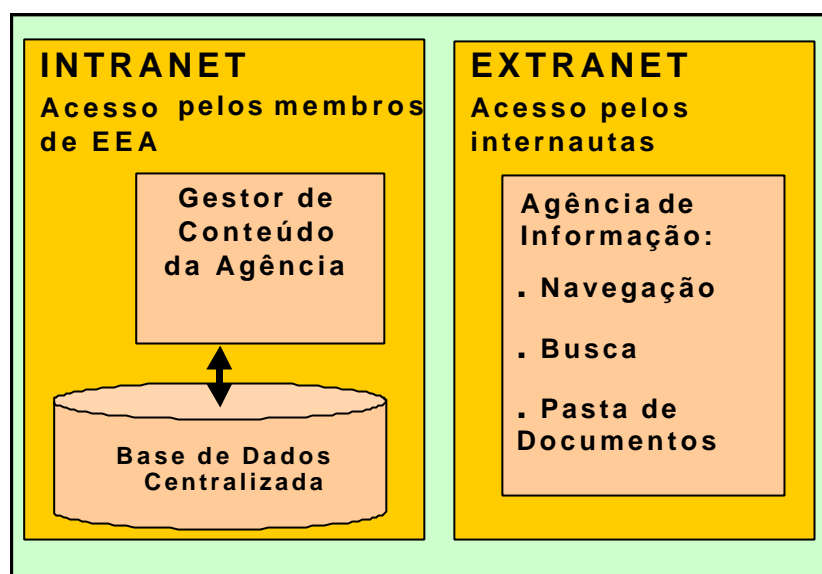 INTRANET
Acesso pelos membros
de EEA
Gestor de
Conteúdo
da Agência
Base de Dados
Centralizada
EXTRANET
Acesso pelos
internautas
Agência de
Informação:
. Navegação
. Busca
. Pasta de
Documentos